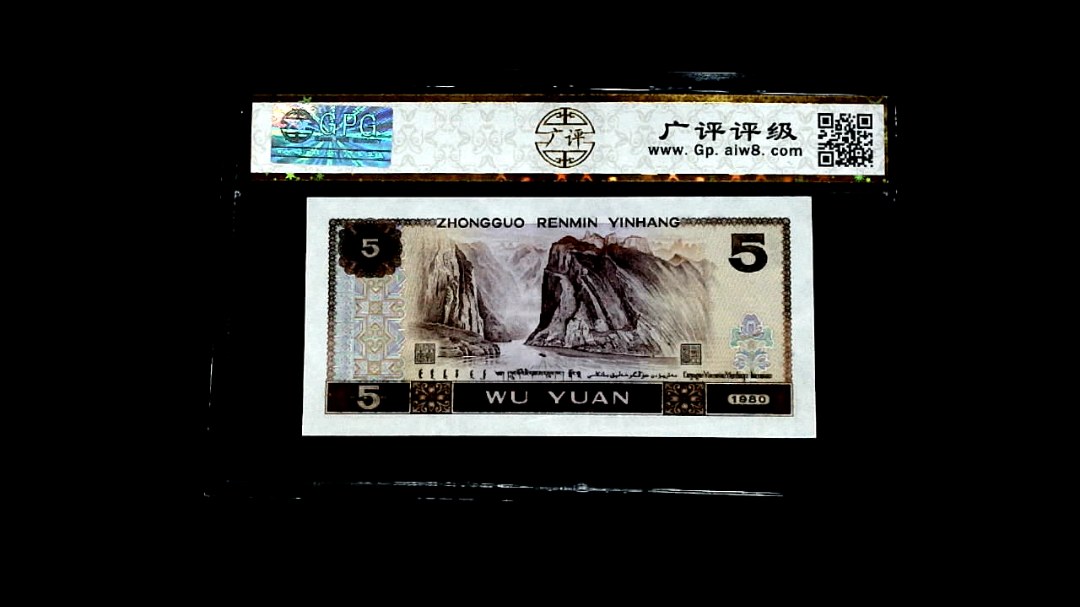 GPG
广评
广评评级
www. Gp. aiw8. com
ZHONGGUO RENMIN YINHANG
5
5
5
WU YUAN
1980